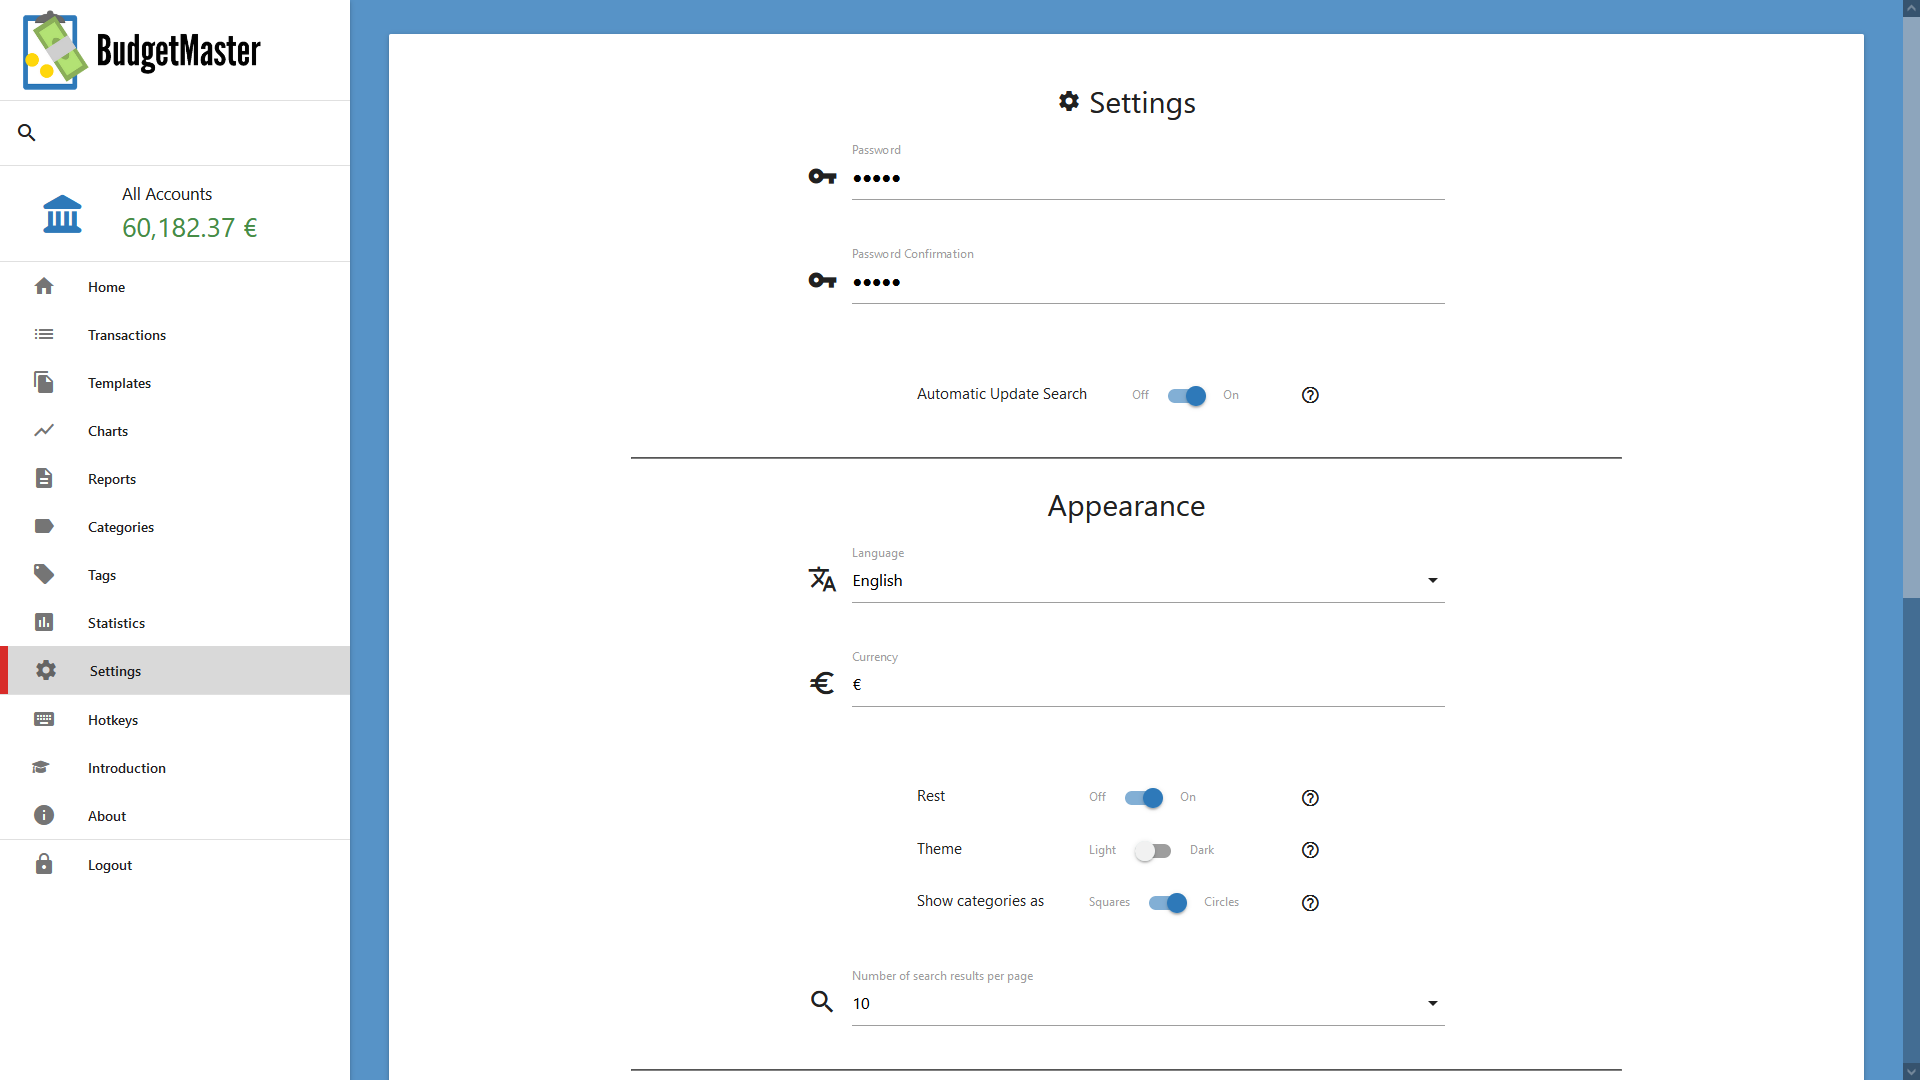 BudgetMaster
All Accounts
60,182.37 €
Home
Transactions
Templates
Charts
Reports
Categories
Tags
Statistics
Settings
Hotkeys
Introduction
About
Logout
Settings
Password
•••••
Password Confirmation
•••••
Automatic Update Search Off On
Appearance
Language
English
Currency
€
Rest Off On
Theme Light Dark
Show categories as Squares Circles
Number of search results per page
10